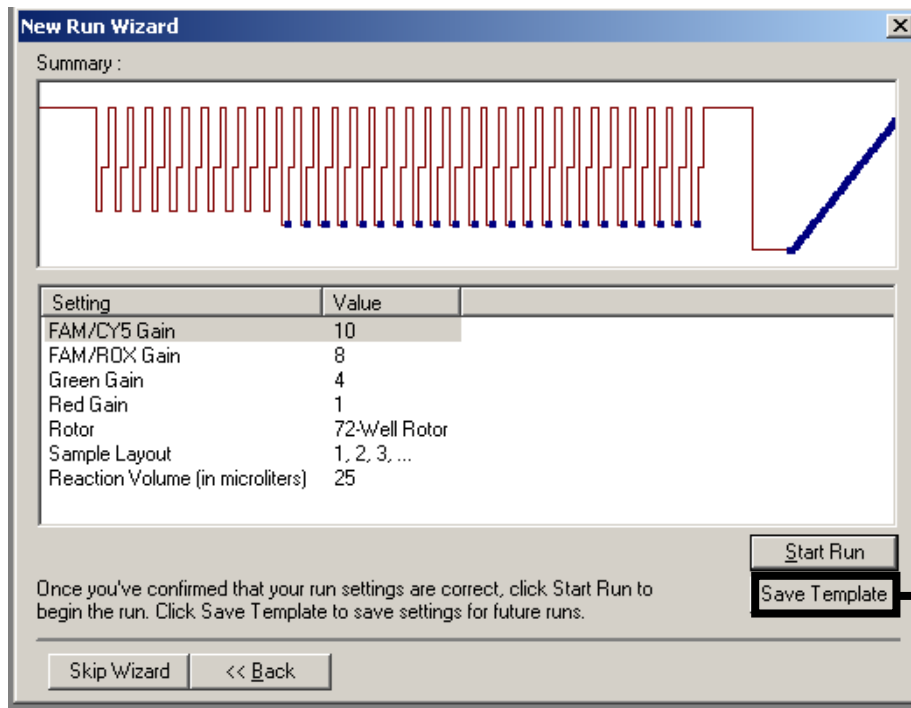 New Run Wizard
Summary :
Setting Value
FAM/CY5 Gain 10
FAM/ROX Gain 8
Green Gain 4
Red Gain 1
Rotor 72-Well Rotor
Sample Layout 1, 2, 3, ...
Reaction Volume (in microliters) 25
Start Run
Once you've confirmed that your run settings are correct, click Start Run to
begin the run. Click Save Template to save settings for future runs.
Save Template
Skip Wizard << Back